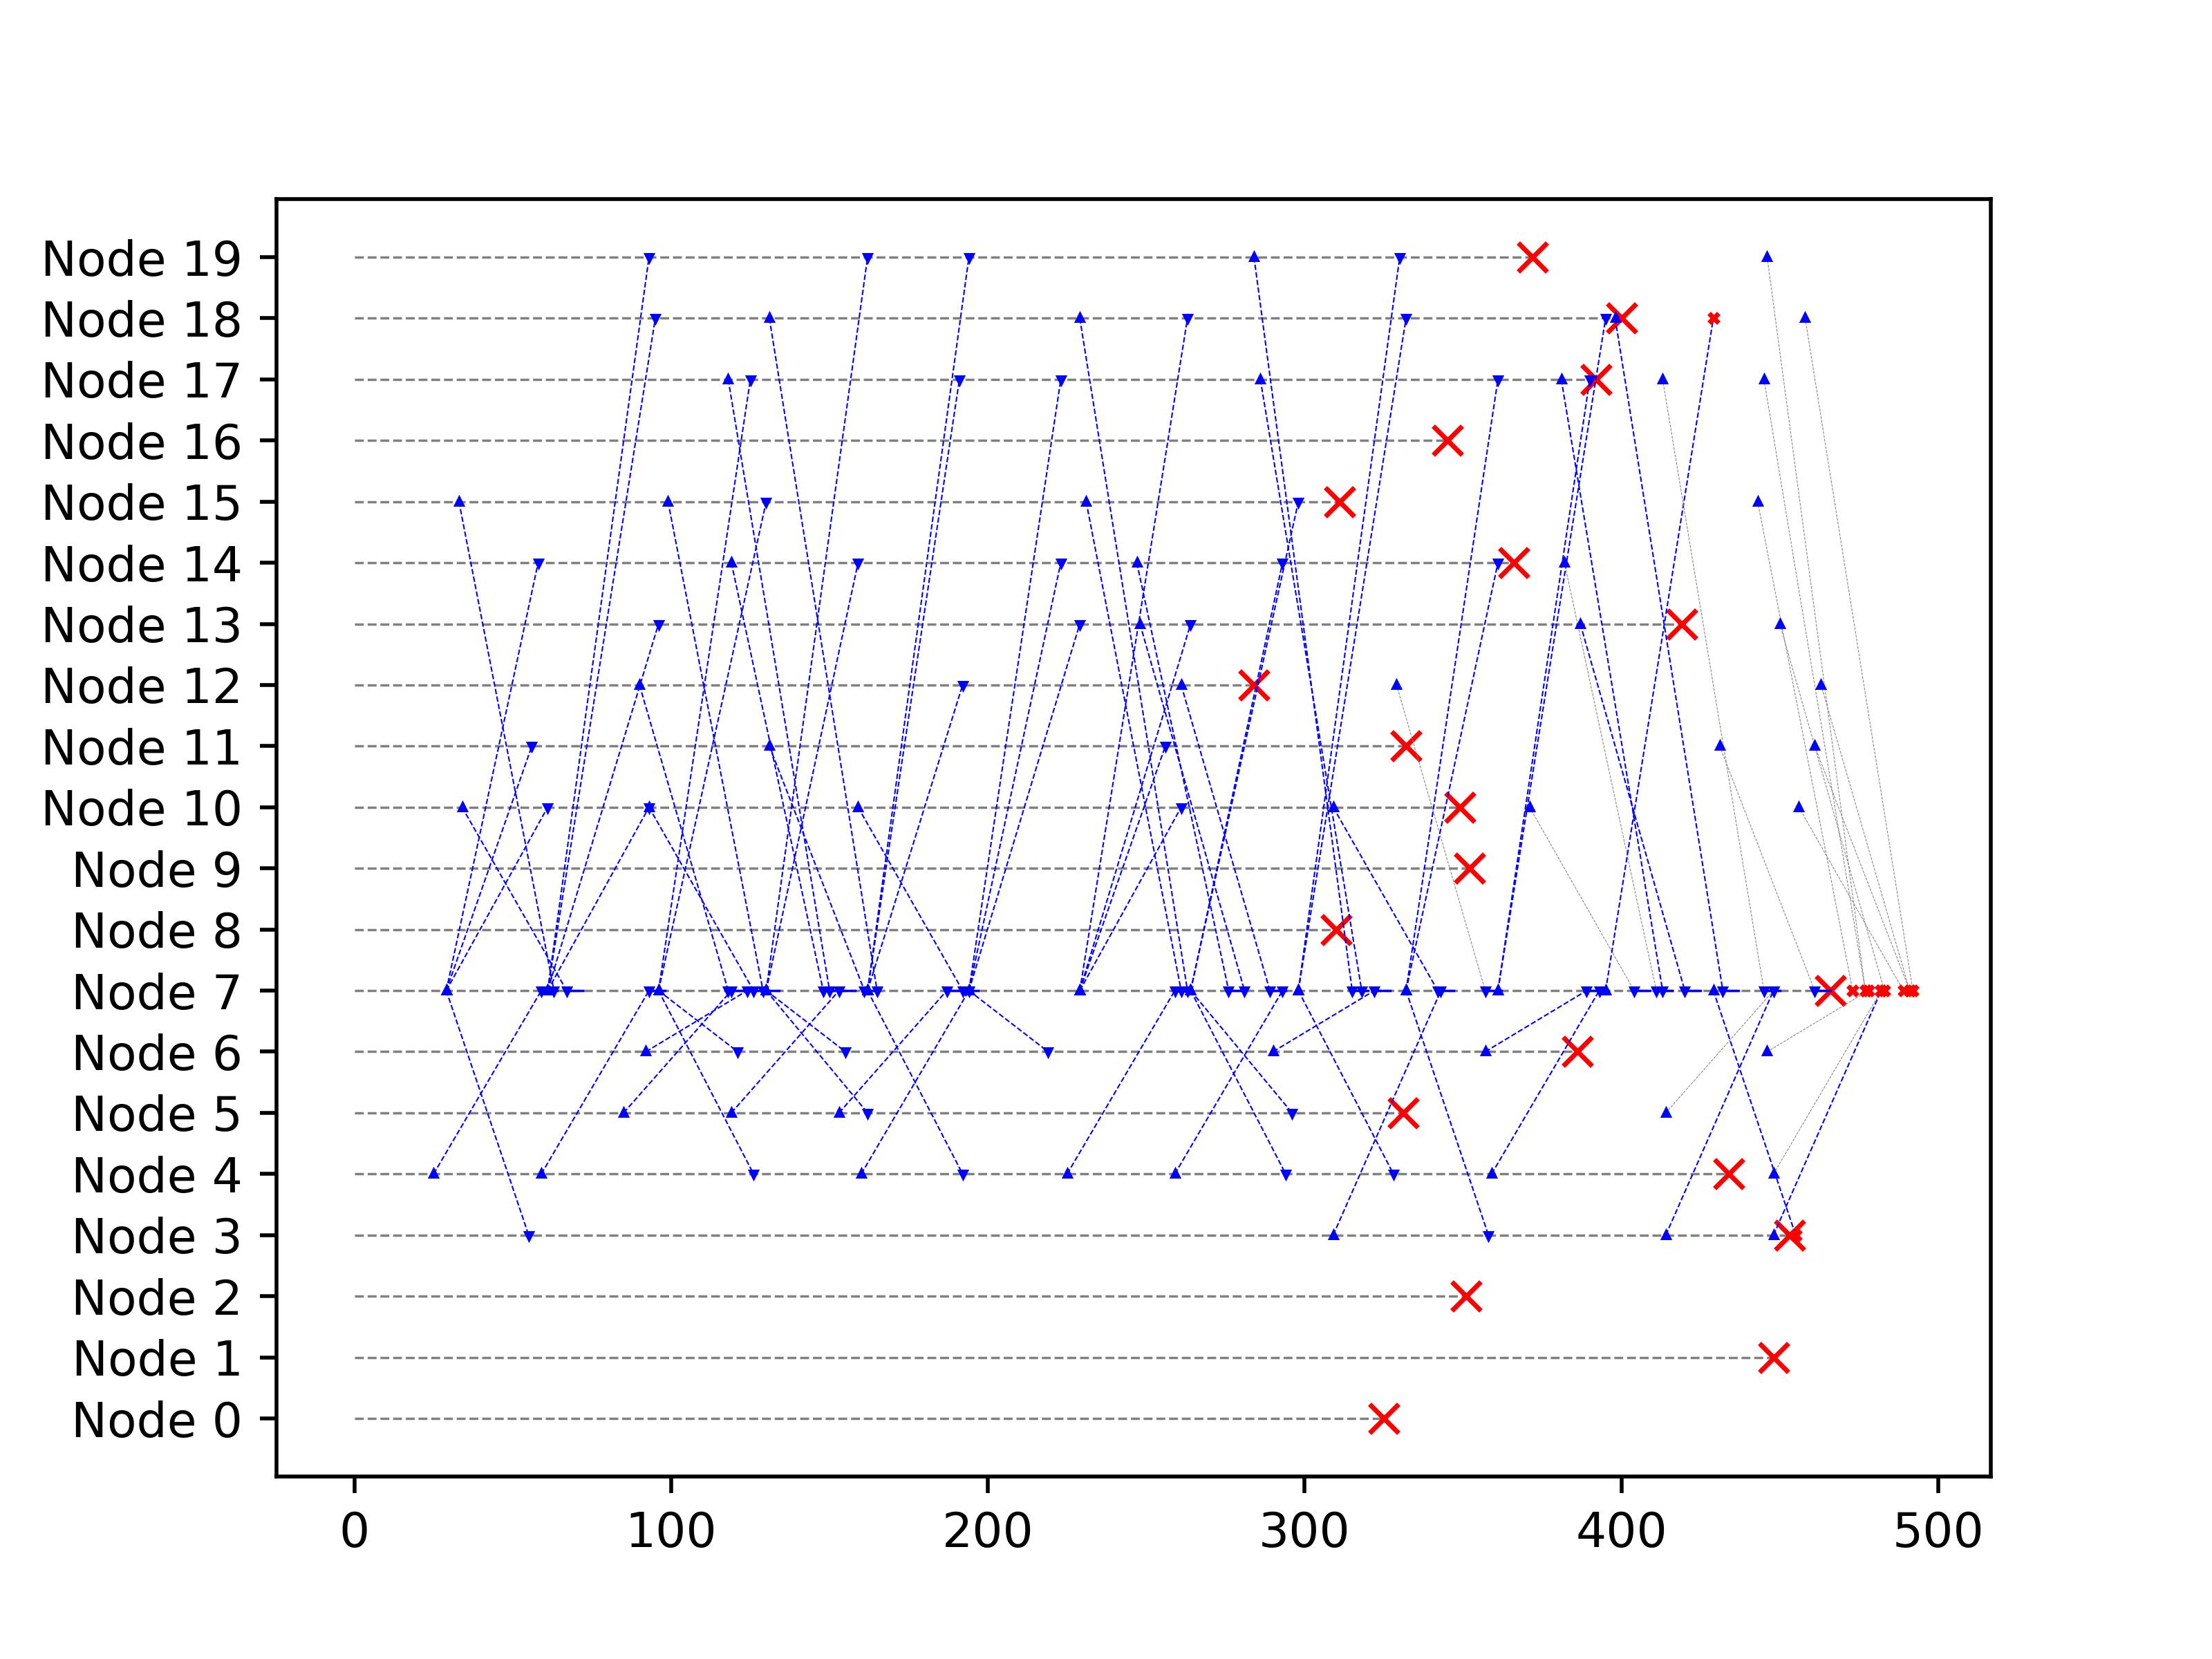 Node 19
Node 18
Node 17
Node 16
Node 15
Node 14
Node 13
Node 12
Node 11
Node 10
Node 9
Node 8
Node 7
Node 6
Node 5
Node 4
Node 3
Node 2
Node 1
Node 0
0 100 200 300 400 500